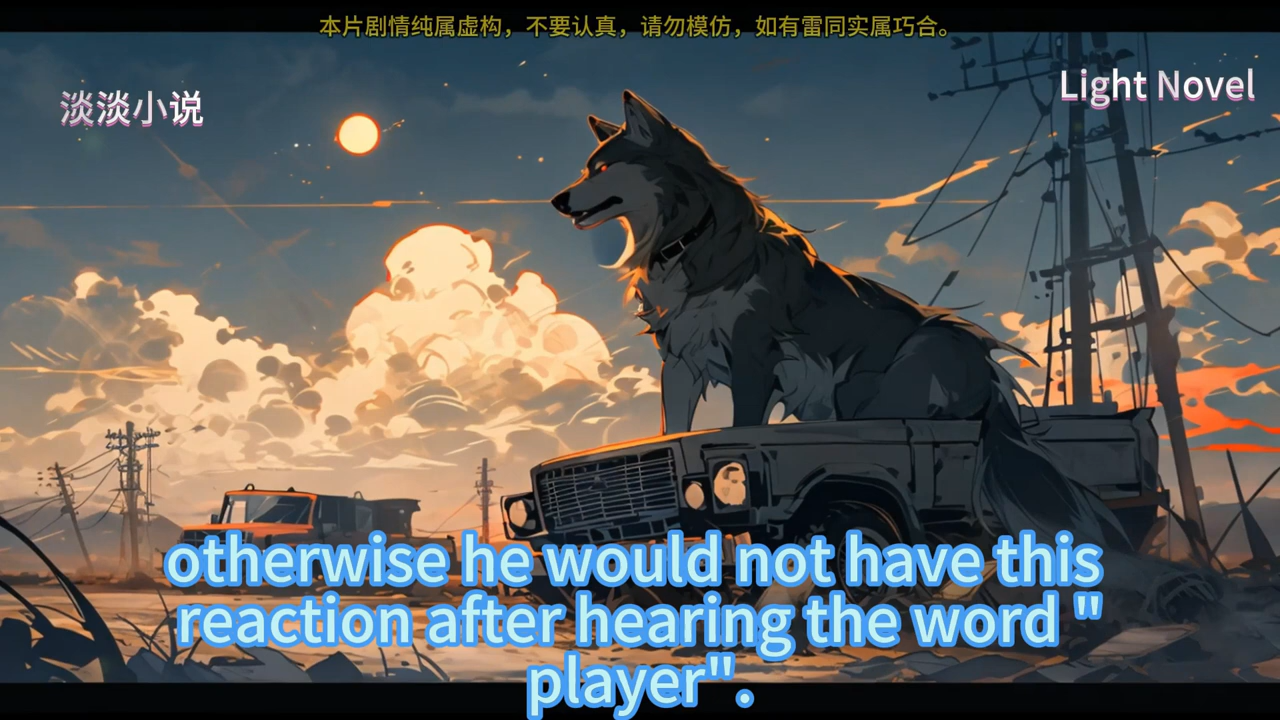 本片剧情纯属虚构，不要认真，请勿模仿，如有雷同实属巧合。
淡淡小说
Light Novel
otherwise he would not have this
reaction after hearing the word "
player".